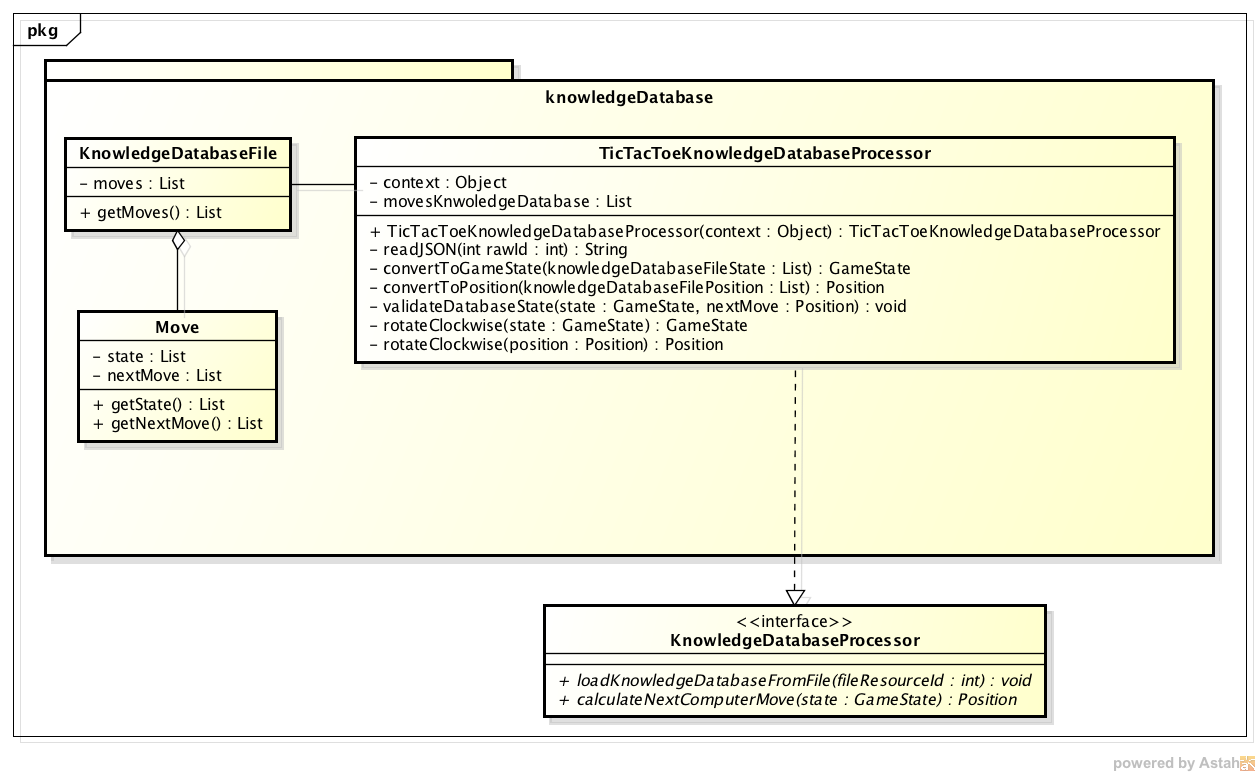 pkg
knowledgeDatabase
KnowledgeDatabaseFile
- moves : List
+ getMoves() : List
TicTacToeKnowledgeDatabaseProcessor
- context : Object
- movesKnwoledgeDatabase : List
+ TicTacToeKnowledgeDatabaseProcessor(context : Object) : TicTacToeKnowledgeDatabaseProcessor
- readJSON(int rawId : int) : String
- convertToGameState(knowledgeDatabaseFileState : List) : GameState
- convertToPosition(knowledgeDatabaseFilePosition : List) : Position
- validateDatabaseState(state : GameState, nextMove : Position) : void
- rotateClockwise(state : GameState) : GameState
- rotateClockwise(position : Position) : Position
Move
- state : List
- nextMove : List
+ getState() : List
+ getNextMove() : List
<<interface>>
KnowledgeDatabaseProcessor
+ loadKnowledgeDatabaseFromFile(fileResourceId : int) : void
+ calculateNextComputerMove(state : GameState) : Position
powered by Astah